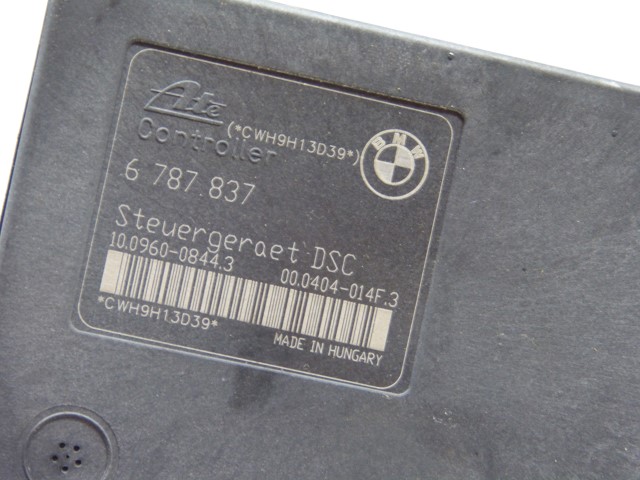 Ate
Controller (*CWH9H13D39*)
BMW
6 787 837
Steuergeraet DSC
10.0960-0844.3 00.0404-014F.3
*CWH9H13D39*
MADE IN HUNGARY